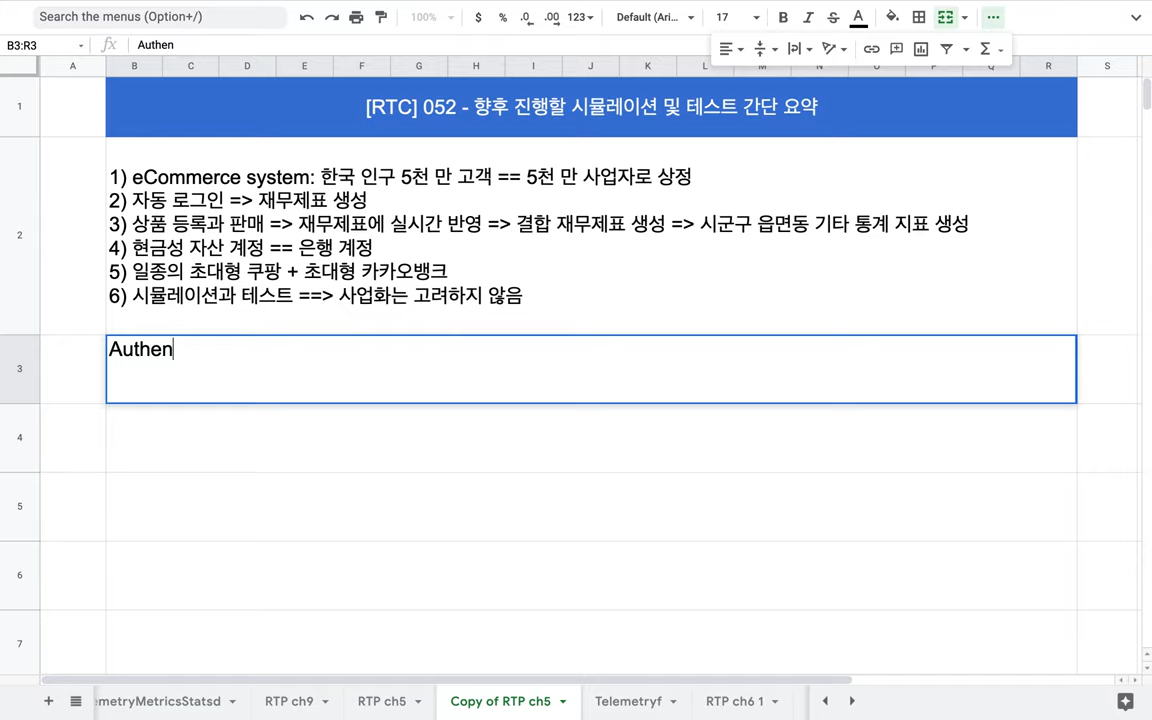 Search the menus (Option+/)
100%
$ % .0 .00 123
Default (Ari...
17
B I S A
B3:R3
fx
Authen
A B C D E F G H I J K L M N O P Q R S
1
[RTC] 052 - 향후 진행할 시뮬레이션 및 테스트 간단 요약
2
1) eCommerce system: 한국 인구 5천 만 고객 == 5천 만 사업자로 상정
2) 자동 로그인 => 재무제표 생성
3) 상품 등록과 판매 => 재무제표에 실시간 반영 => 결합 재무제표 생성 => 시군구 읍면동 기타 통계 지표 생성
4) 현금성 자산 계정 == 은행 계정
5) 일종의 초대형 쿠팡 + 초대형 카카오뱅크
6) 시뮬레이션과 테스트 ==> 사업화는 고려하지 않음
3
Authen
4
5
6
7
emetryMetricsStatsd
RTP ch9
RTP ch5
Copy of RTP ch5
Telemetryf
RTP ch6 1